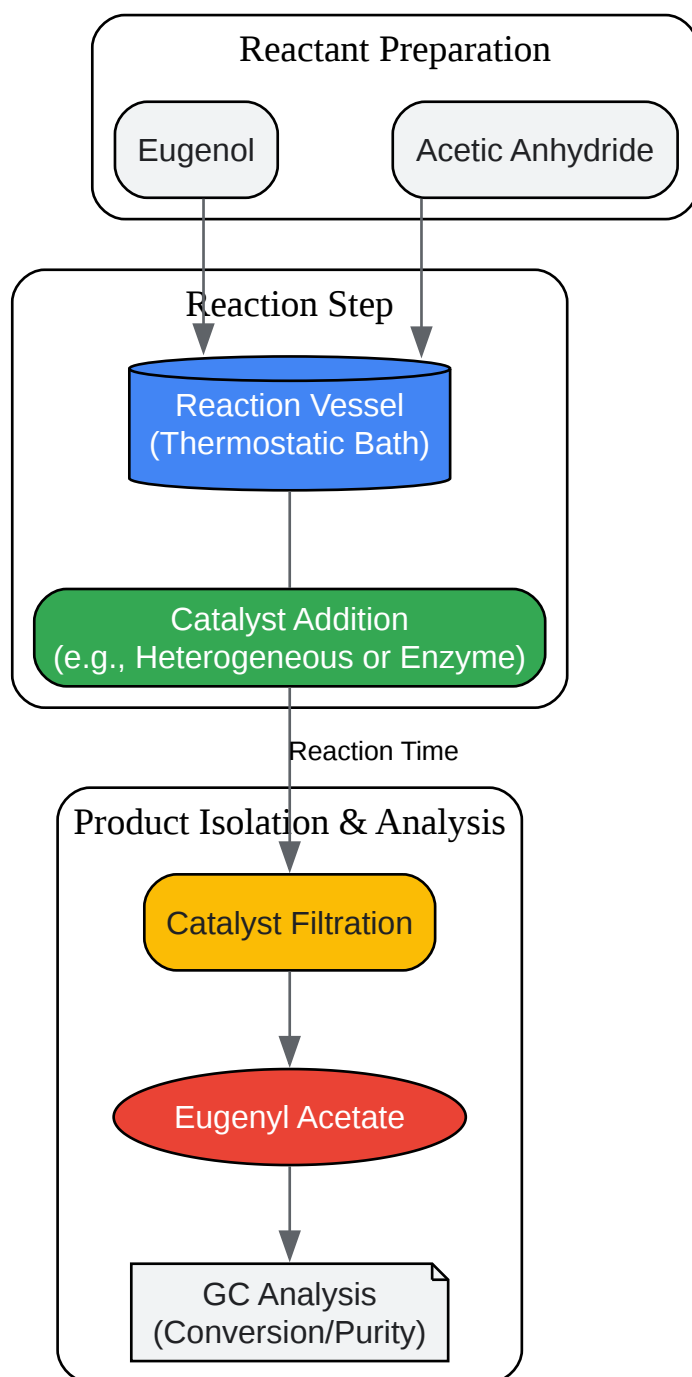 Reactant Preparation
Eugenol
Acetic Anhydride
Reaction Step
Reaction Vessel
(Thermostatic Bath)
Catalyst Addition
(e.g., Heterogeneous or Enzyme)
Reaction Time
Product Isolation & Analysis
Catalyst Filtration
Eugenyl Acetate
GC Analysis
(Conversion/Purity)